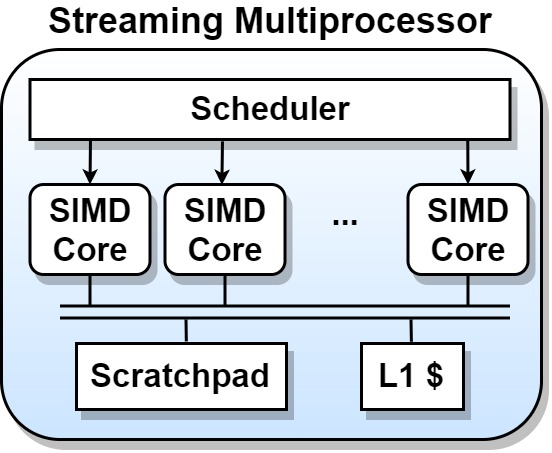 Streaming Multiprocessor
Scheduler
SIMD
Core
SIMD
Core
...
SIMD
Core
Scratchpad
L1 $